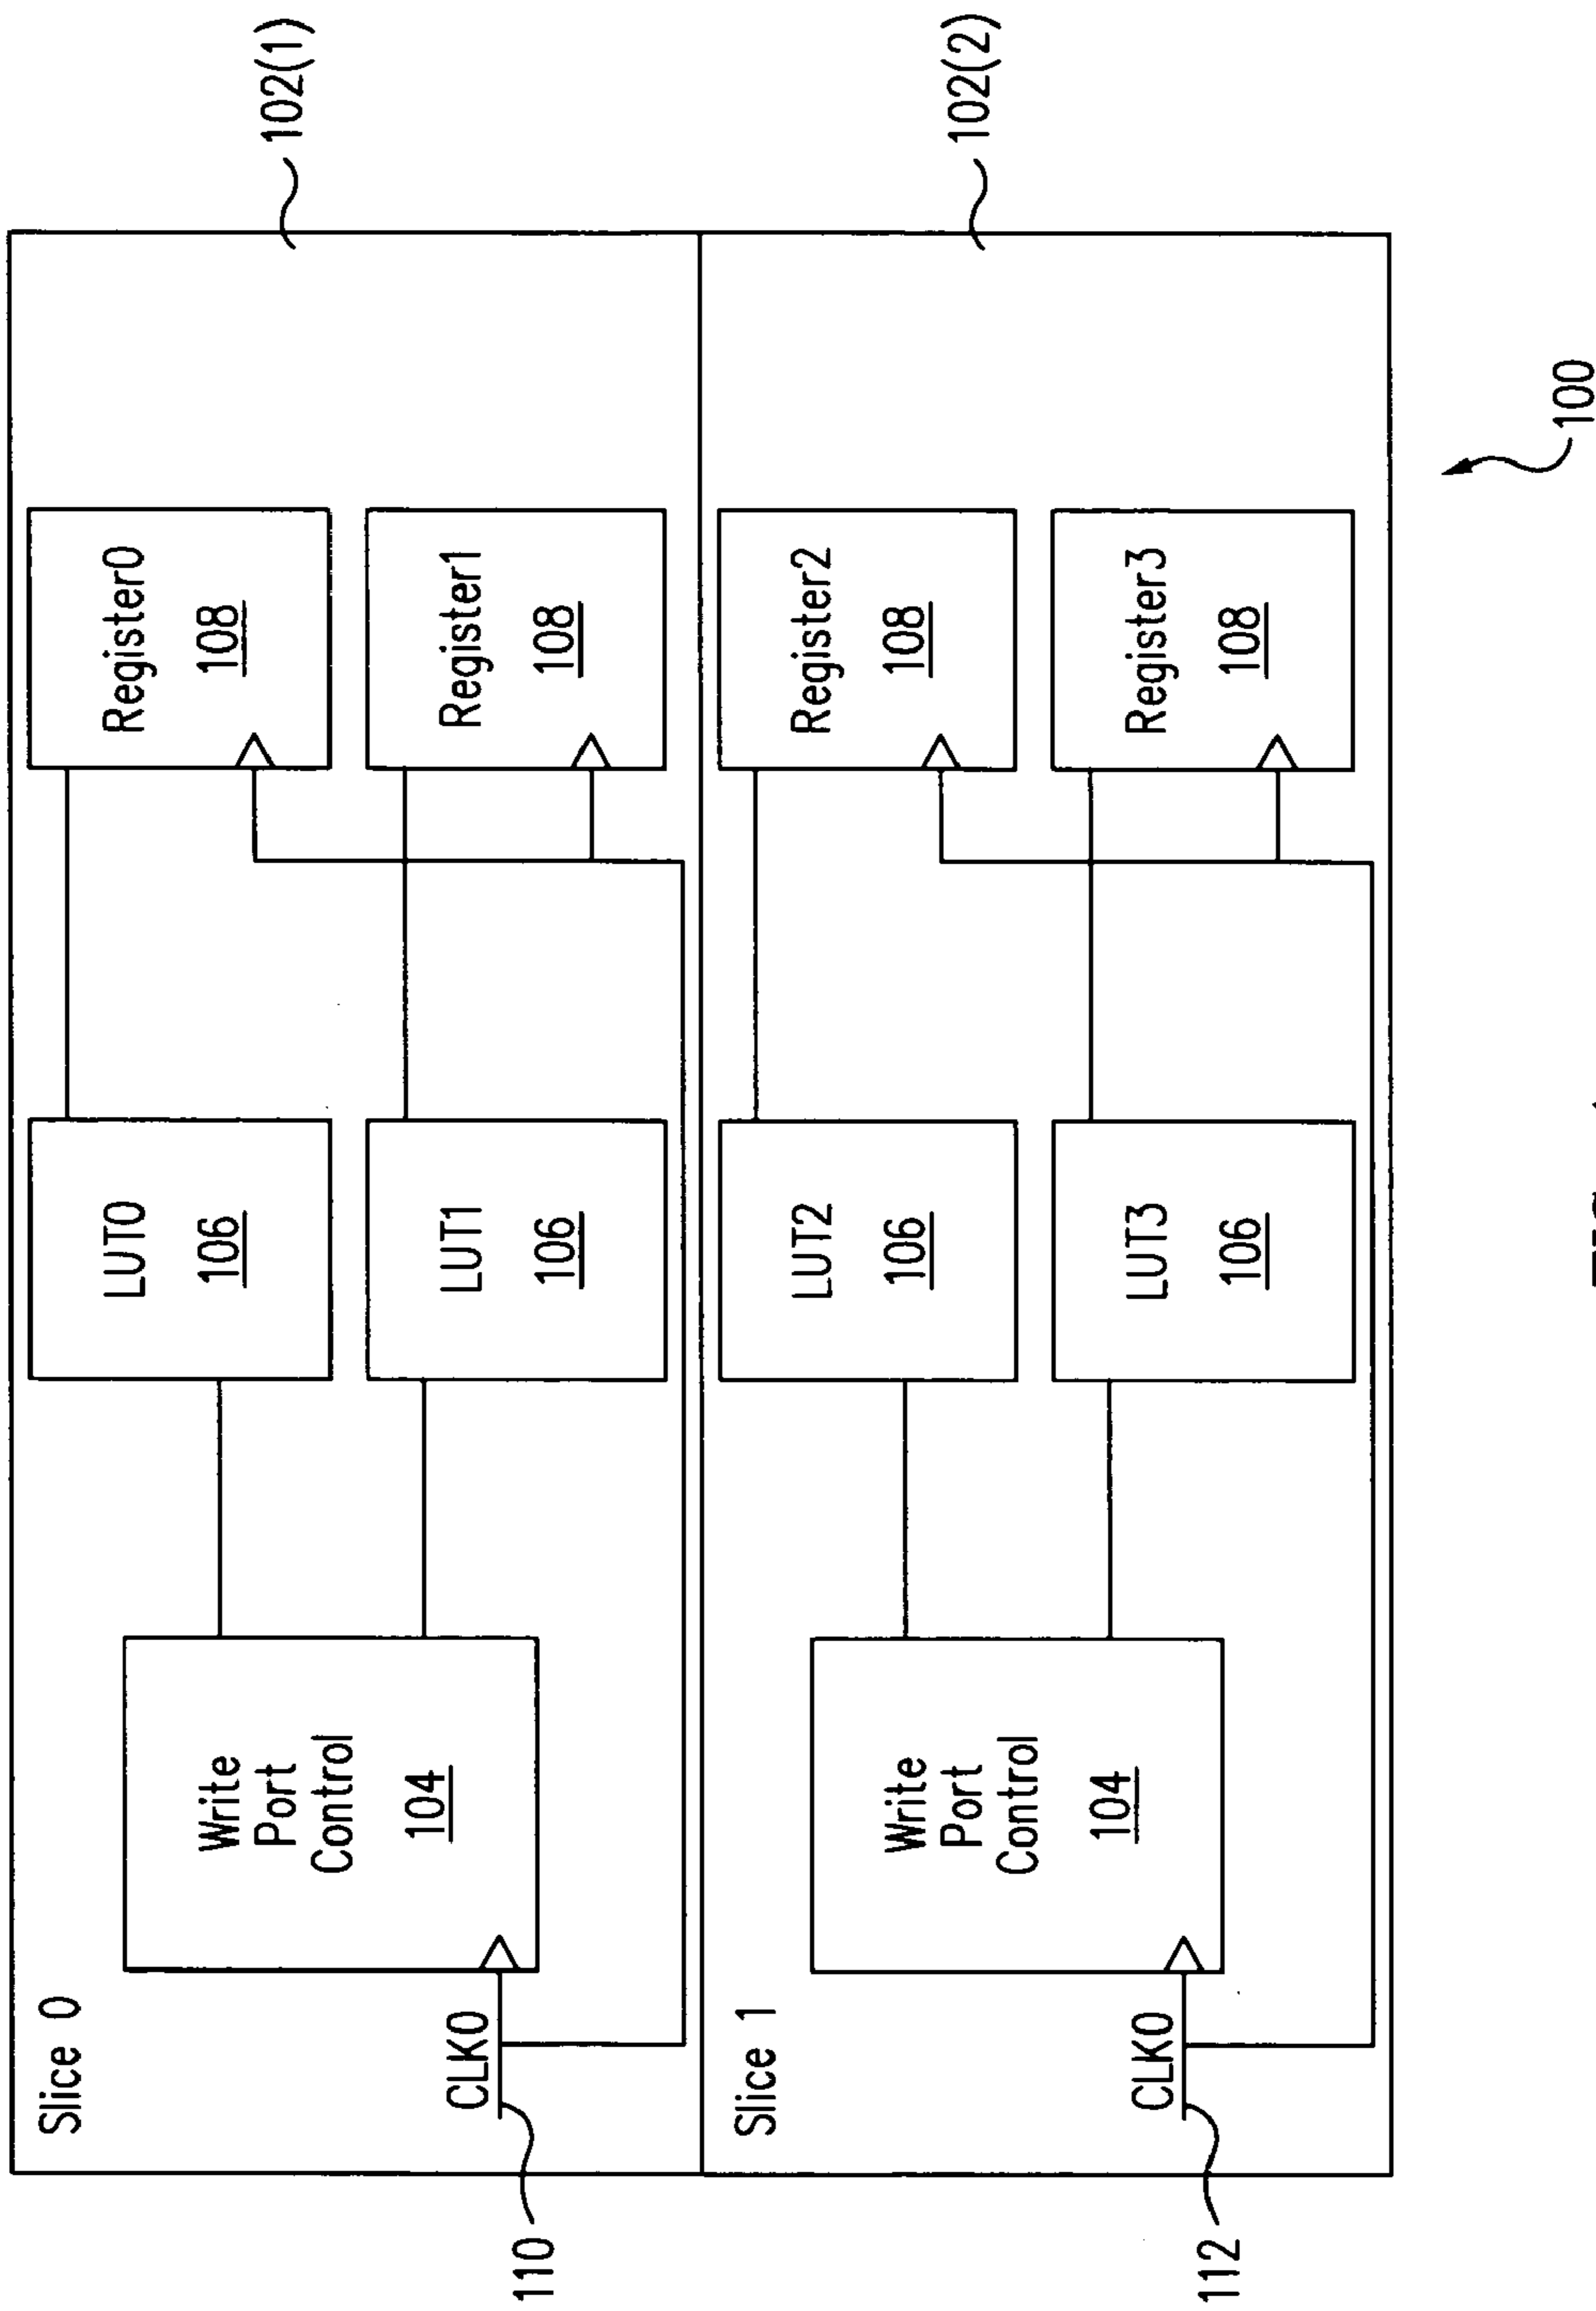 Slice 0
Write
Port
Control
104
CLK0
110
LUT0
106
LUT1
106
Register0
108
Register1
108
102(1)
Slice 1
Write
Port
Control
104
CLK0
112
LUT2
106
LUT3
106
Register2
108
Register3
108
102(2)
100